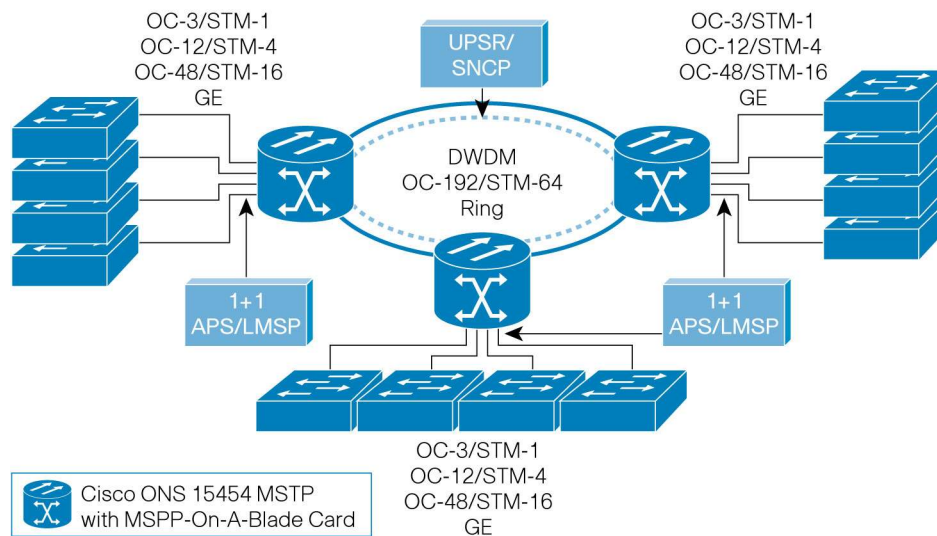 OC-3/STM-1
OC-12/STM-4
OC-48/STM-16
GE
UPSR/
SNCP
OC-3/STM-1
OC-12/STM-4
OC-48/STM-16
GE
DWDM
OC-192/STM-64
Ring
1+1
APS/LMSP
1+1
APS/LMSP
OC-3/STM-1
OC-12/STM-4
OC-48/STM-16
GE
Cisco ONS 15454 MSTP
with MSPP-On-A-Blade Card